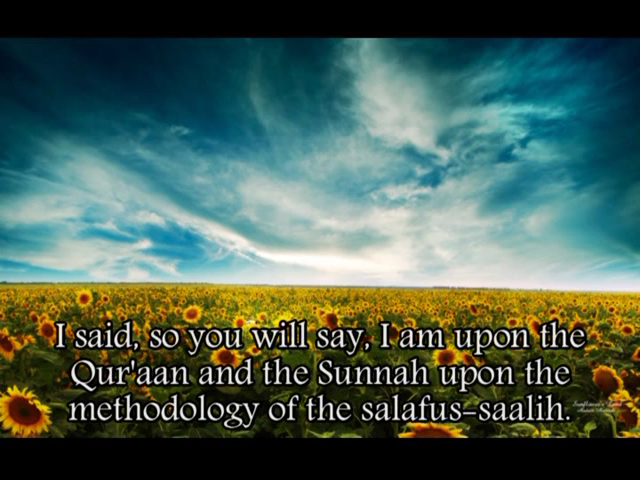 I said, so you will say, I am upon the
Qur'aan and the Sunnah upon the
methodology of the salafus-saalih.